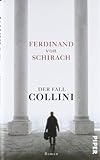 FERDINAND
VON
SCHIRACH
DER FALL
COLLINI
Roman
PIPER